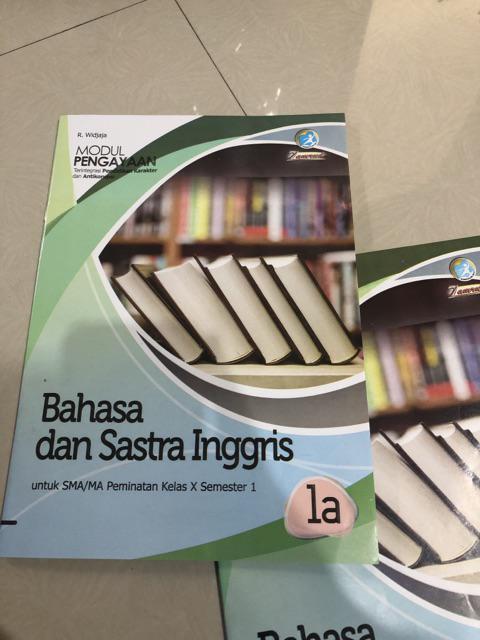 R. Widjaja
MODUL
PENGAYAAN
Terintegrasi Pendidikan Karakter
dan Antikorupsi
Bahasa
dan Sastra Inggris
untuk SMA/MA Peminatan Kelas X Semester 1
1a
Bahasa